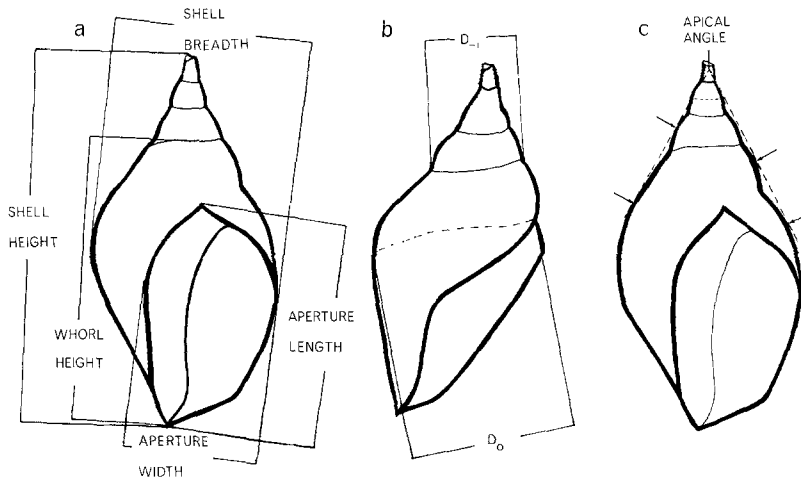 a
SHELL
BREADTH
SHELL
HEIGHT
WHORL
HEIGHT
APERTURE
LENGTH
APERTURE
WIDTH
b
D₋₁
D₀
c
APICAL
ANGLE